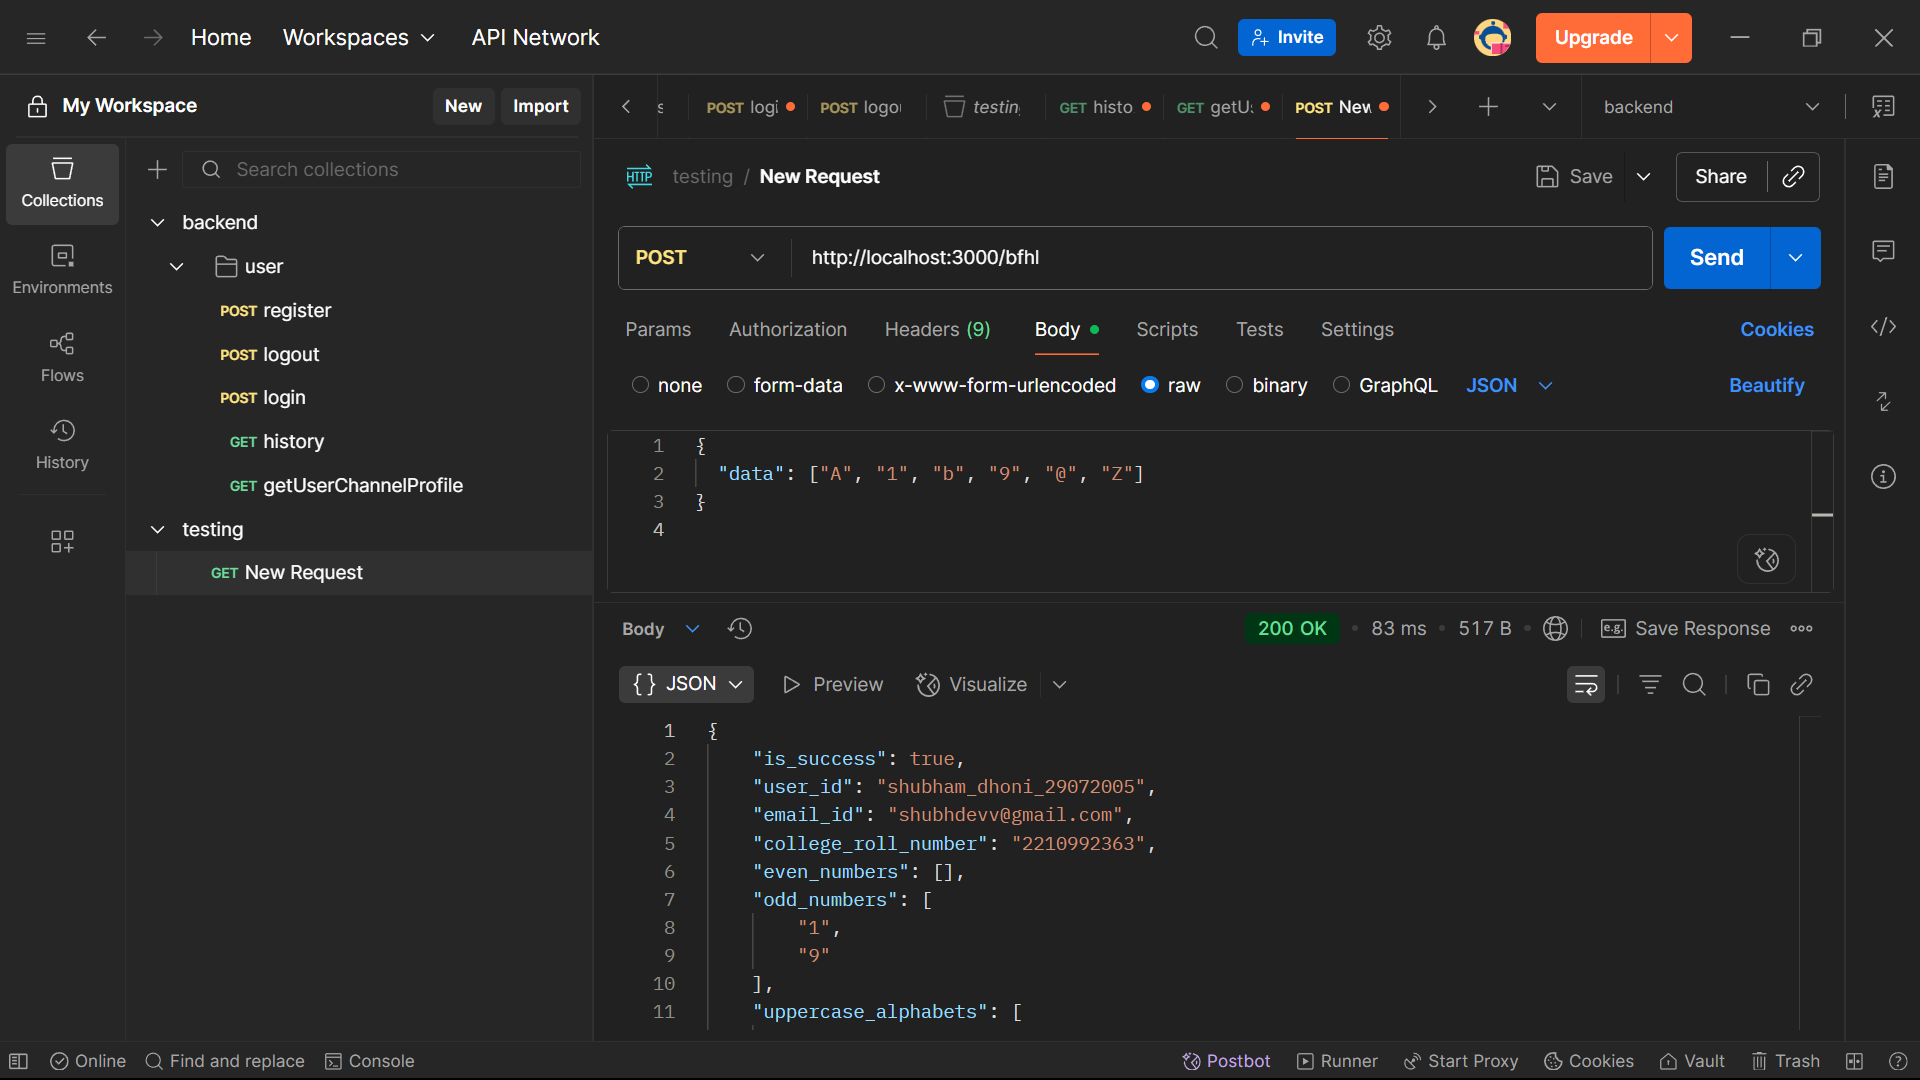 Home
Workspaces
API Network
Invite
Upgrade
My Workspace
New
Import
POST logi
POST logo
testin
GET histo
GET getUs
POST New
backend
Collections
Environments
Flows
History
Search collections
backend
user
POST register
POST logout
POST login
GET history
GET getUserChannelProfile
testing
GET New Request
HTTP
testing / New Request
Save
Share
POST
http://localhost:3000/bfhl
Send
Params
Authorization
Headers (9)
Body
Scripts
Tests
Settings
Cookies
none
form-data
x-www-form-urlencoded
raw
binary
GraphQL
JSON
Beautify
1 {
2 "data": ["A", "1", "b", "9", "@", "Z"]
3 }
4
Body
200 OK
83 ms
517 B
e.g.
Save Response
{ } JSON
Preview
Visualize
1 {
2 "is_success": true,
3 "user_id": "shubham_dhoni_29072005",
4 "email_id": "shubhdevv@gmail.com",
5 "college_roll_number": "2210992363",
6 "even_numbers": [],
7 "odd_numbers": [
8 "1",
9 "9"
10 ],
11 "uppercase_alphabets": [
Online
Find and replace
Console
Postbot
Runner
Start Proxy
Cookies
Vault
Trash